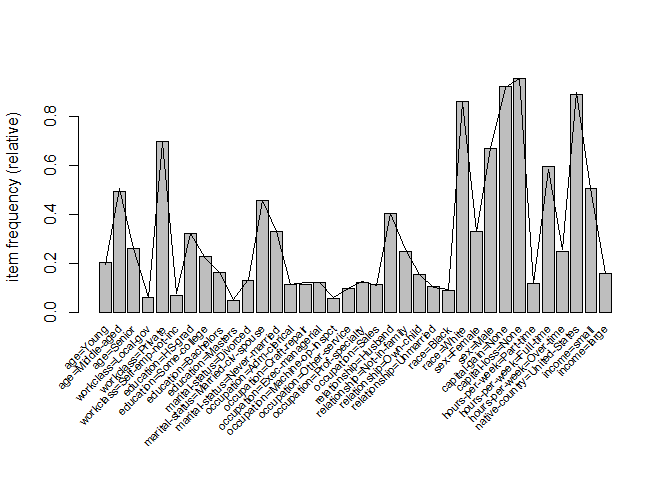 item frequency (relative)
0.0
0.2
0.4
0.6
0.8
age=Young
age=Middle-aged
age=Senior
workclass=Local-gov
workclass=Private
workclass=Self-emp-not-inc
education=HS-grad
education=Some-college
education=Bachelors
education=Masters
marital-status=Divorced
marital-status=Married-civ-spouse
marital-status=Never-married
occupation=Adm-clerical
occupation=Craft-repair
occupation=Exec-managerial
occupation=Machine-op-inspct
occupation=Other-service
occupation=Prof-specialty
occupation=Sales
relationship=Husband
relationship=Not-in-family
relationship=Own-child
relationship=Unmarried
race=Black
race=White
sex=Female
sex=Male
capital-gain=None
capital-loss=None
hours-per-week=Part-time
hours-per-week=Full-time
hours-per-week=Over-time
native-country=United-States
income=small
income=large